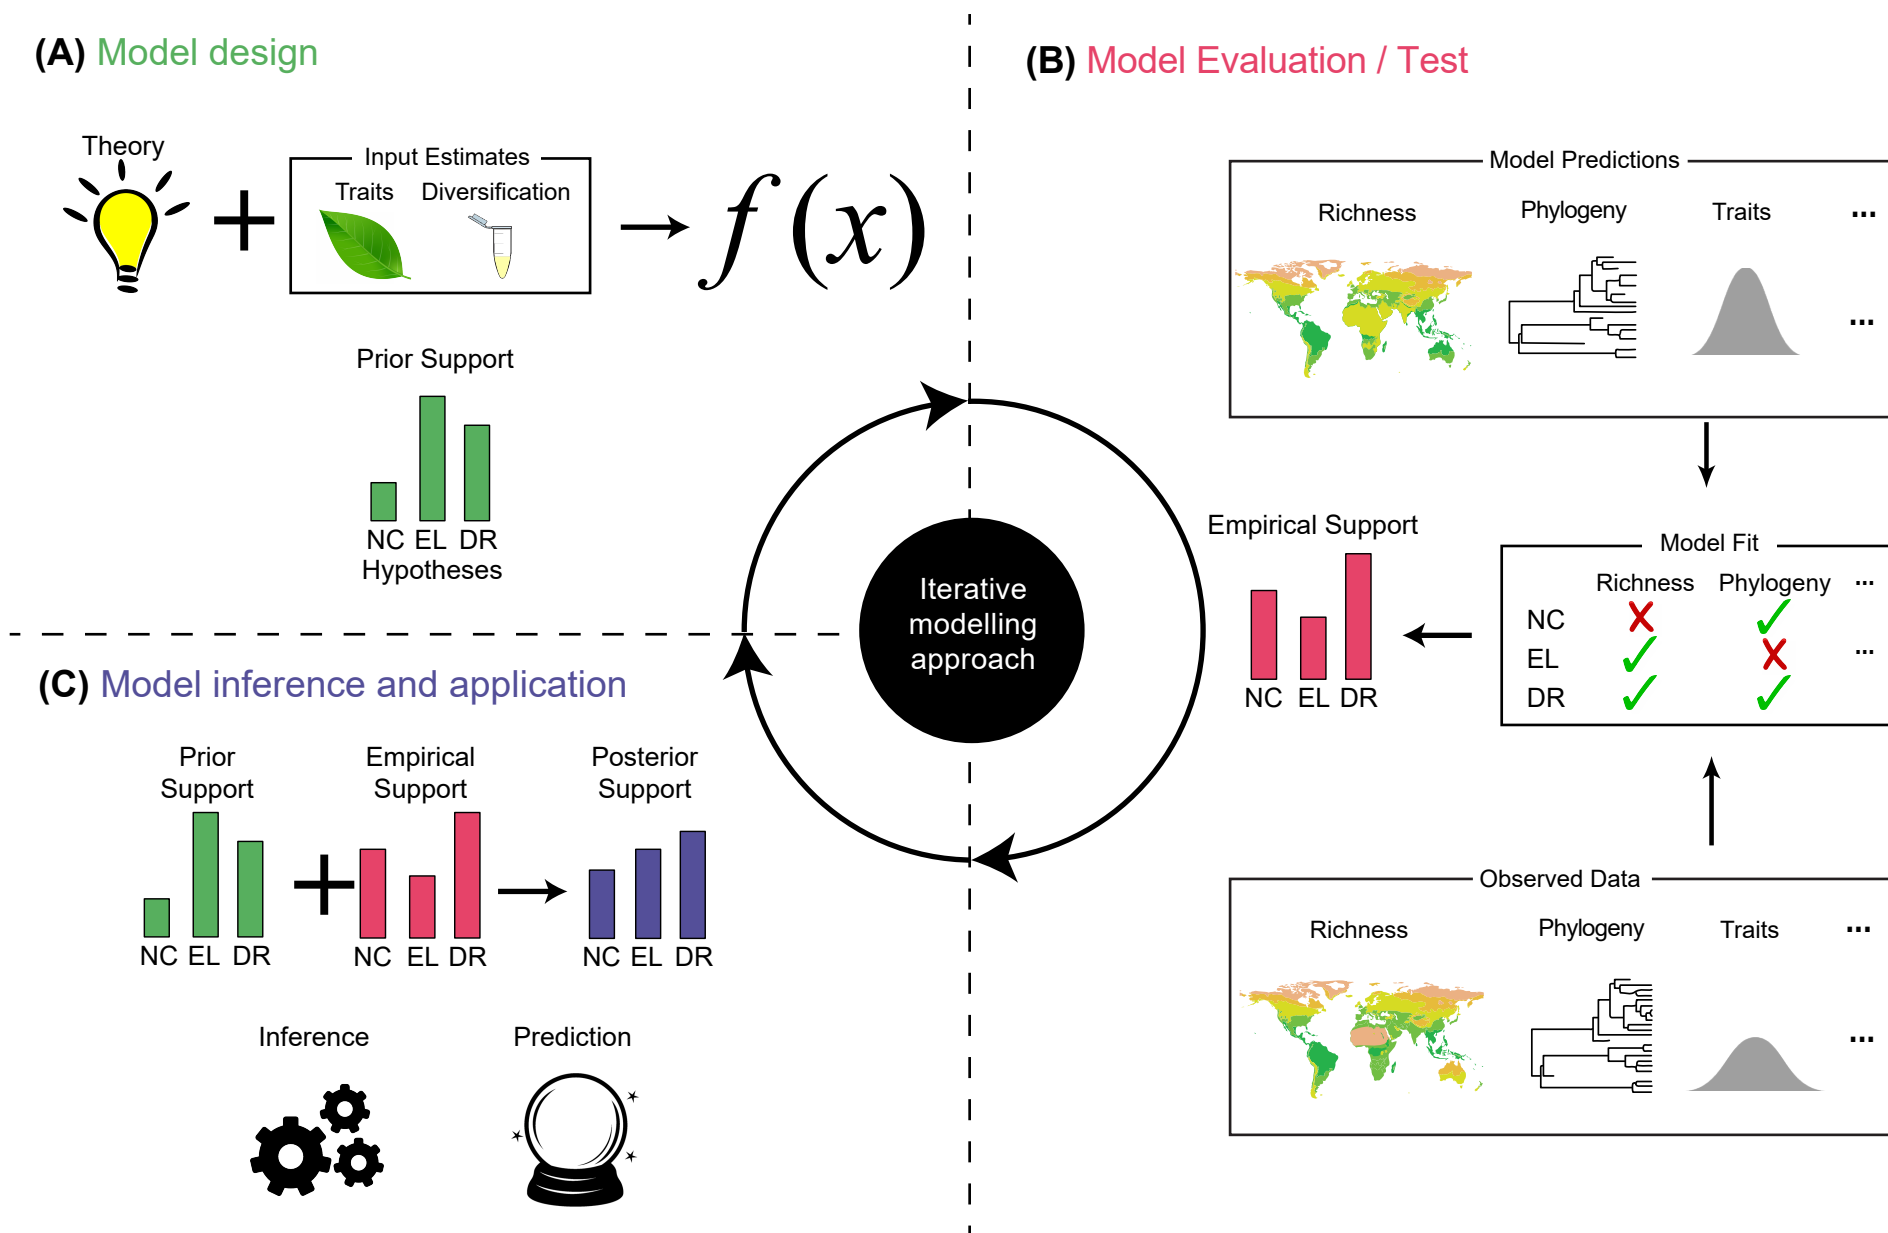 (A) Model design
Theory
Input Estimates
Traits Diversification
f (x)
Prior Support
NC EL DR
Hypotheses
(B) Model Evaluation / Test
Model Predictions
Richness Phylogeny Traits ...
...
Empirical Support
NC EL DR
Model Fit
Richness Phylogeny ...
NC
EL ...
DR
Observed Data
Richness Phylogeny Traits ...
...
Iterative
modelling
approach
(C) Model inference and application
Prior
Support
NC EL DR
Empirical
Support
NC EL DR
Posterior
Support
NC EL DR
Inference
Prediction